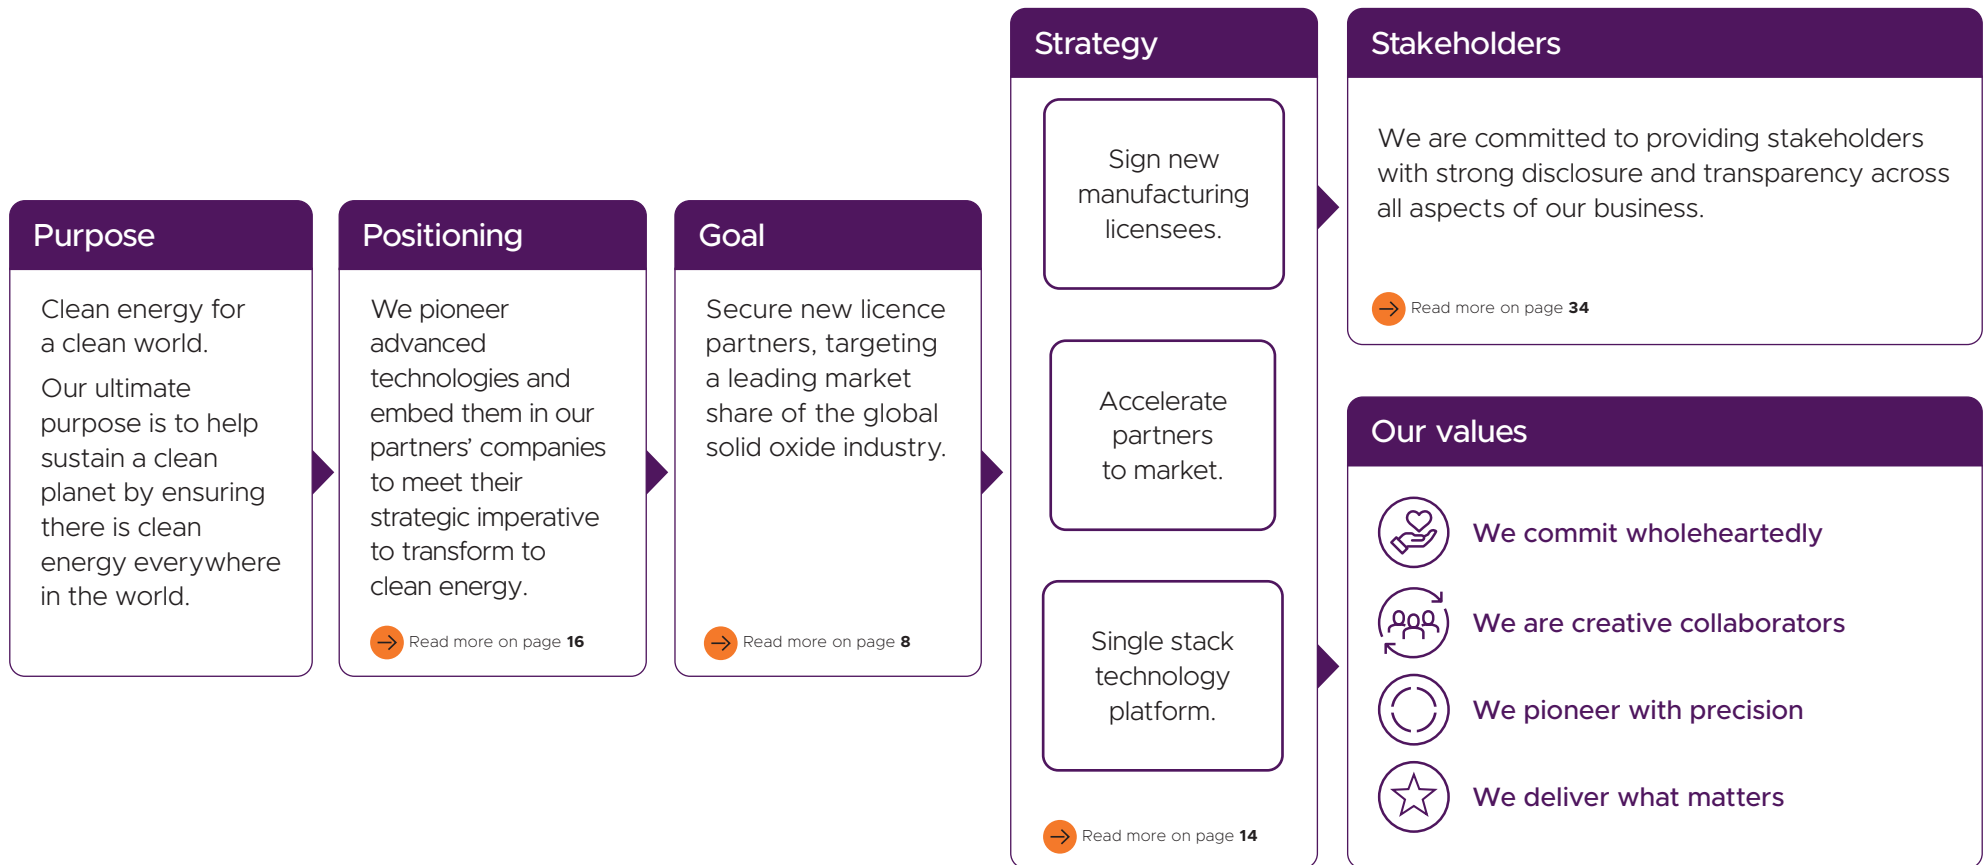 Purpose
Clean energy for
a clean world.
Our ultimate
purpose is to help
sustain a clean
planet by ensuring
there is clean
energy everywhere
in the world.
Positioning
We pioneer
advanced
technologies and
embed them in our
partners’ companies
to meet their
strategic imperative
to transform to
clean energy.
Read more on page 16
Goal
Secure new licence
partners, targeting
a leading market
share of the global
solid oxide industry.
Read more on page 8
Strategy
Sign new
manufacturing
licensees.
Accelerate
partners
to market.
Single stack
technology
platform.
Read more on page 14
Stakeholders
We are committed to providing stakeholders
with strong disclosure and transparency across
all aspects of our business.
Read more on page 34
Our values
We commit wholeheartedly
We are creative collaborators
We pioneer with precision
We deliver what matters